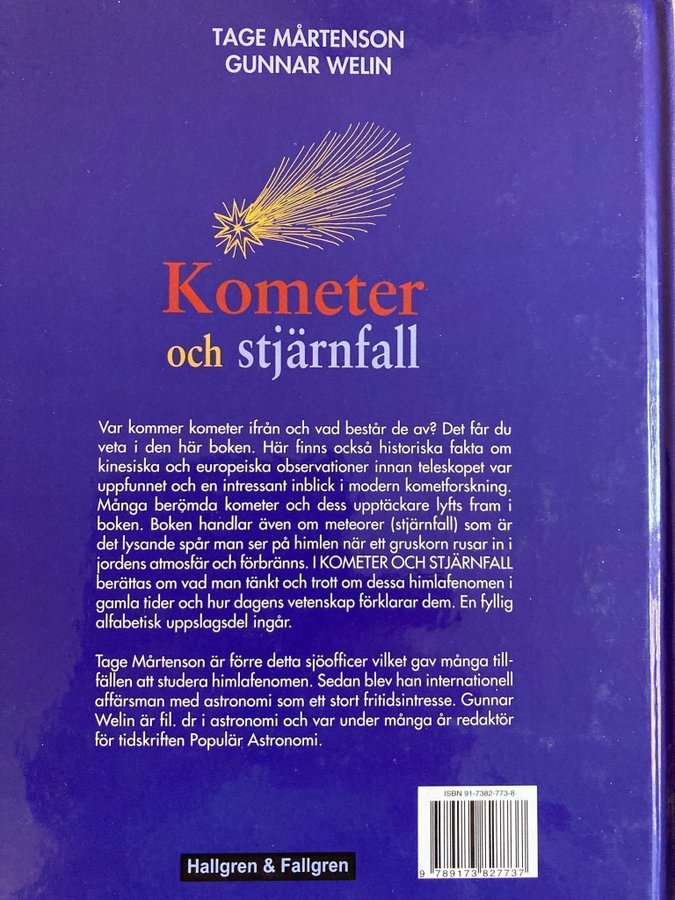 TAGE MÅRTENSON
GUNNAR WELIN
Kometer
och stjärnfall
Var kommer kometer ifrån och vad består de av? Det får du
veta i den här boken. Här finns också historiska fakta om
kinesiska och europeiska observationer innan teleskopet var
uppfunnet och en intressant inblick i modern kometforskning.
Många berömda kometer och dess upptäckare lyfts fram i
boken. Boken handlar även om meteorer (stjärnfall) som är
det lysande spår man ser på himlen när ett gruskorn rusar in i
jordens atmosfär och förbränns. I KOMETER OCH STJÄRNFALL
berättas om vad man tänkt och trott om dessa himlafenomen i
gamla tider och hur dagens vetenskap förklarar dem. En fyllig
alfabetisk uppslagsdel ingår.
Tage Mårtenson är förre detta sjöofficer vilket gav många till-
fällen att studera himlafenomen. Sedan blev han internationell
affärsman med astronomi som ett stort fritidsintresse. Gunnar
Welin är fil. dr i astronomi och var under många år redaktör
för tidskriften Populär Astronomi.
ISBN 91-7382-773-8
9 789173 827737
Hallgren & Fallgren